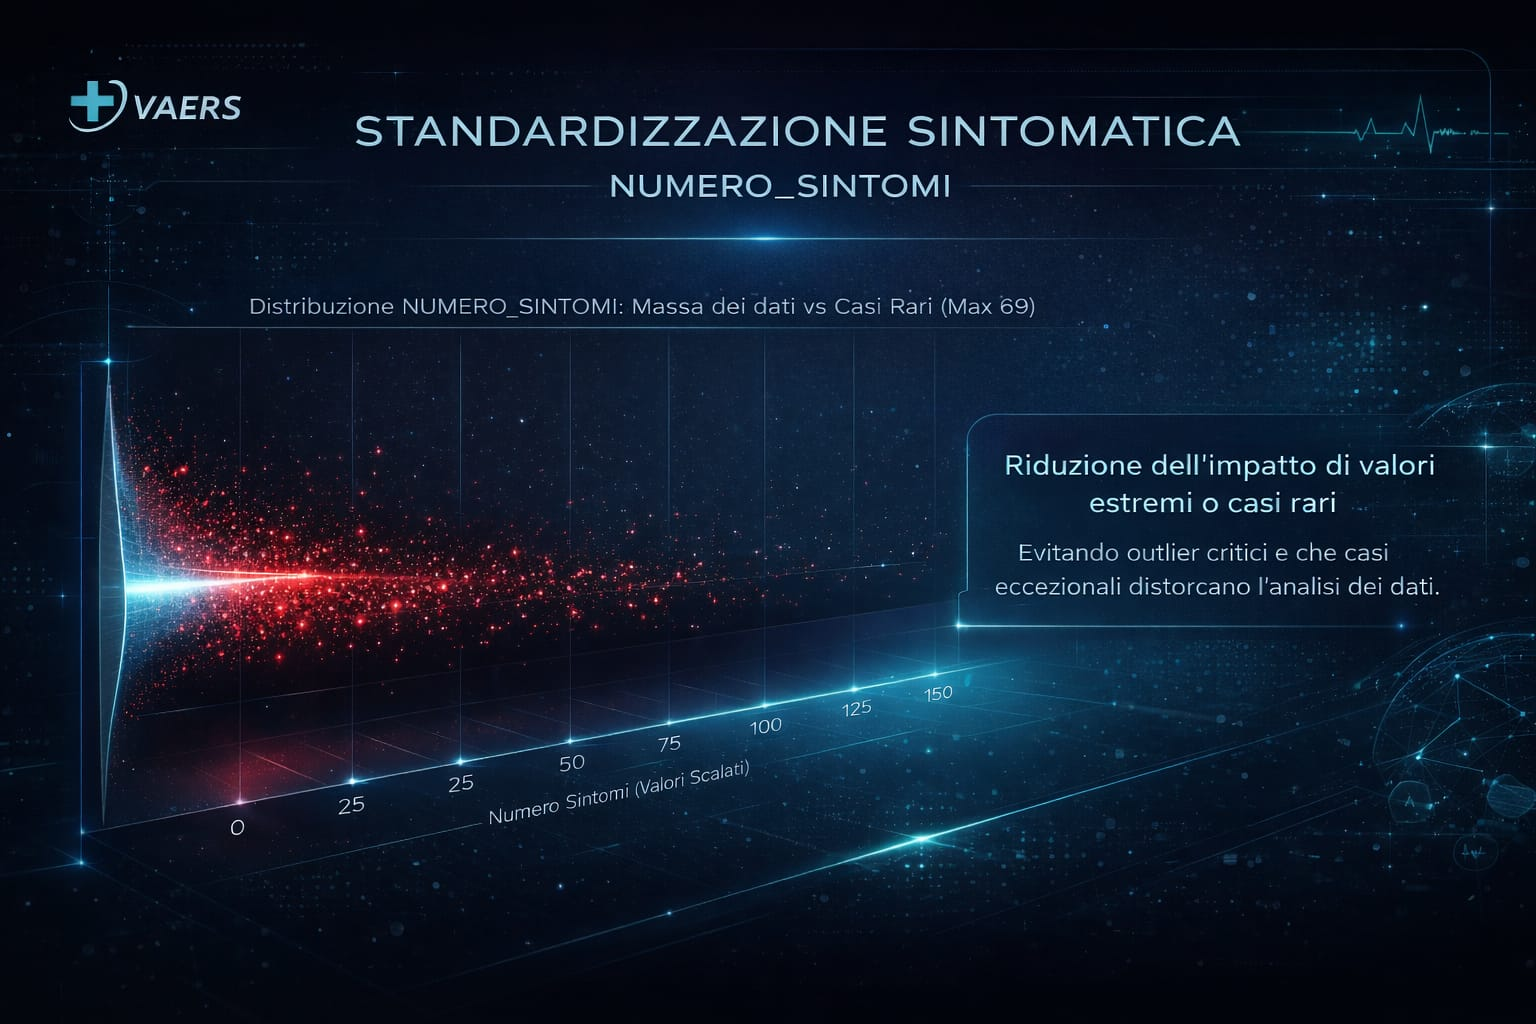 VAERS
STANDARDIZZAZIONE SINTOMATICA
NUMERO_SINTOMI
Distribuzione NUMERO_SINTOMI: Massa dei dati vs Casi Rari (Max 69)
Riduzione dell'impatto di valori
estremi o casi rari
Evitando outlier critici e che casi
eccezionali distorcano l'analisi dei dati.
0
25
25
50
75
100
125
150
Numero Sintomi (Valori Scalati)